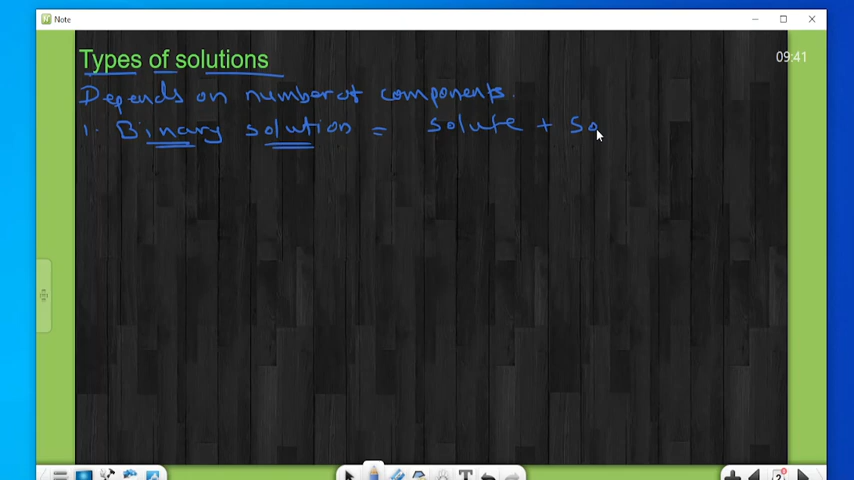 Note
Types of solutions
09:41
Depends on number of components.
1. Binary solution = solute + so